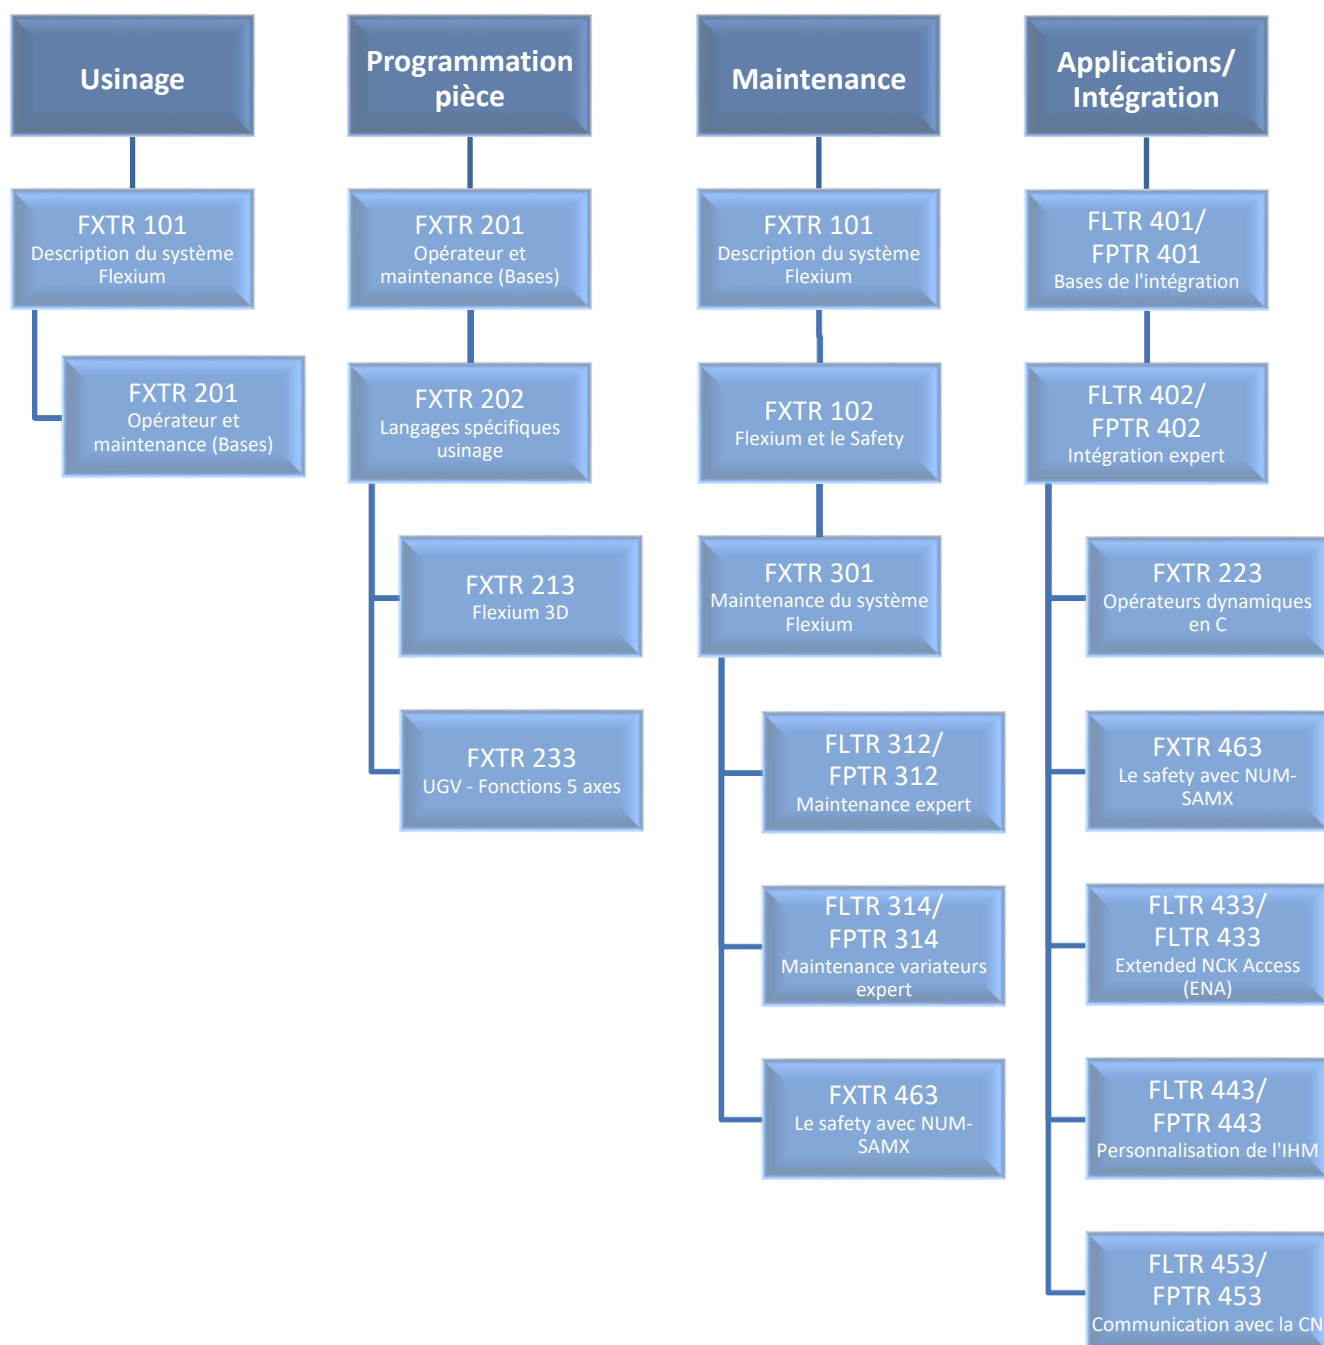 Usinage
FXTR 101
Description du système
Flexium
FXTR 201
Opérateur et
maintenance (Bases)
Programmation
pièce
FXTR 201
Opérateur et
maintenance (Bases)
FXTR 202
Langages spécifiques
usinage
FXTR 213
Flexium 3D
FXTR 233
UGV - Fonctions 5 axes
Maintenance
FXTR 101
Description du système
Flexium
FXTR 102
Flexium et le Safety
FXTR 301
Maintenance du système
Flexium
FLTR 312/
FPTR 312
Maintenance expert
FLTR 314/
FPTR 314
Maintenance variateurs
expert
FXTR 463
Le safety avec NUM-
SAMX
Applications/
Intégration
FLTR 401/
FPTR 401
Bases de l'intégration
FLTR 402/
FPTR 402
Intégration expert
FXTR 223
Opérateurs dynamiques
en C
FXTR 463
Le safety avec NUM-
SAMX
FLTR 433/
FLTR 433
Extended NCK Access
(ENA)
FLTR 443/
FPTR 443
Personnalisation de l'IHM
FLTR 453/
FPTR 453
Communication avec la CN